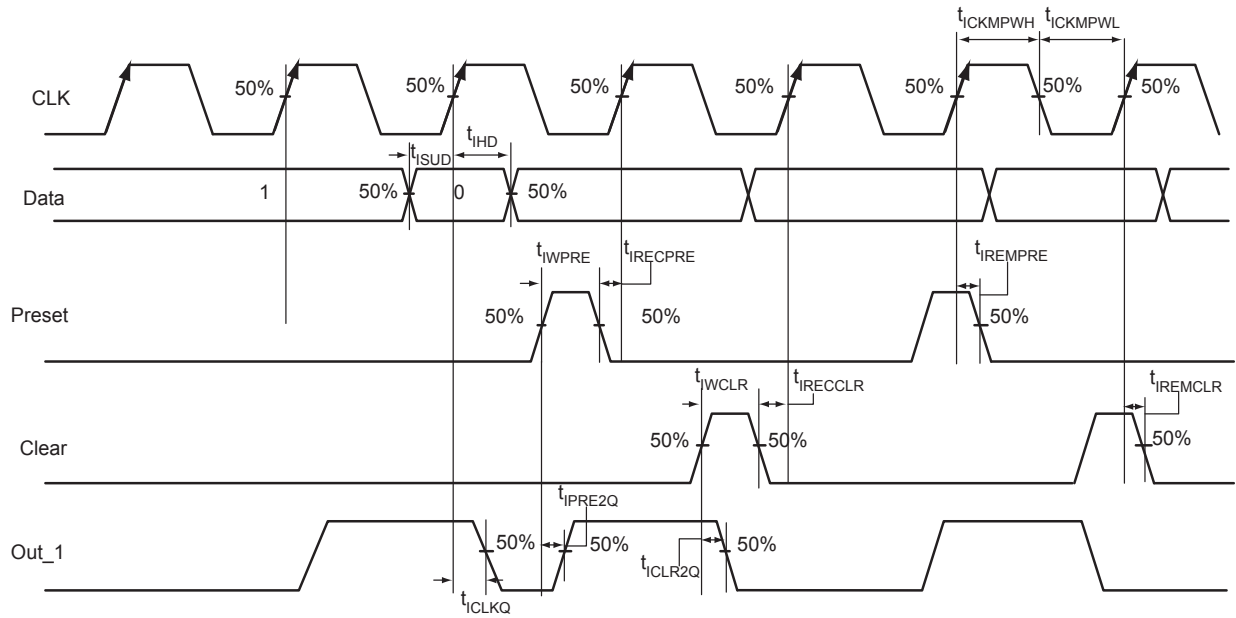 tICKMPWH tICKMPWL
CLK
50% 50% 50% 50% 50% 50% 50%
tISUD tIHD
Data
1 50% 0 50%
tIWPRE tIRECPRE tIREMPRE
Preset
50% 50% 50%
tIWCLR tIRECCLR tIREMCLR
Clear
50% 50% 50%
tIPRE2Q
Out_1
50% 50% 50%
tICLR2Q
tICLKQ